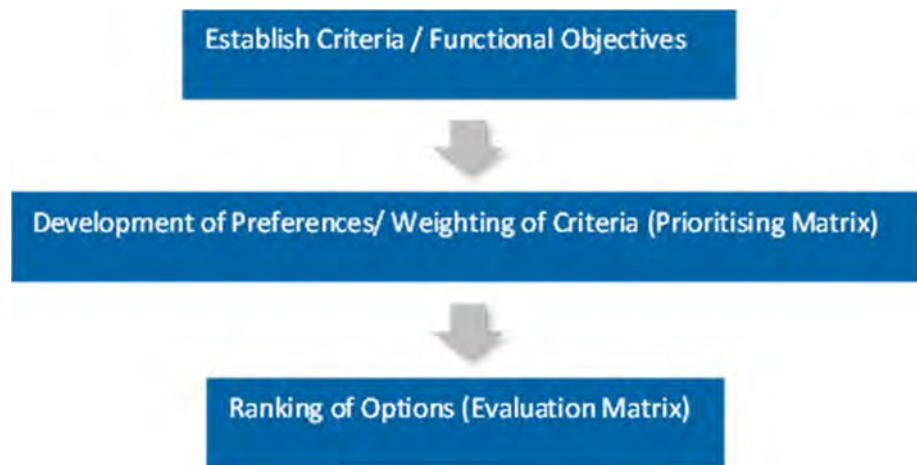 Establish Criteria / Functional Objectives
Development of Preferences/ Weighting of Criteria (Prioritising Matrix)
Ranking of Options (Evaluation Matrix)